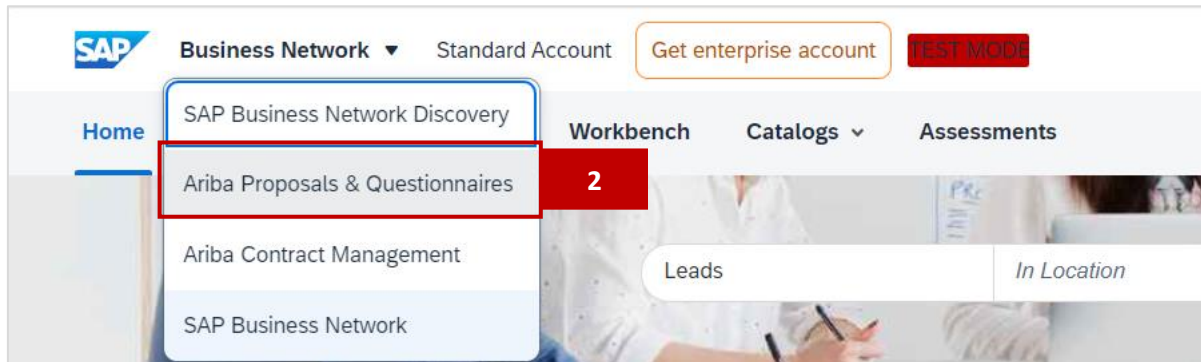 SAP Business Network ▼ Standard Account Get enterprise account TEST MODE
Home Workbench Catalogs Assessments
SAP Business Network Discovery
Ariba Proposals & Questionnaires 2
Ariba Contract Management
SAP Business Network
Leads In Location